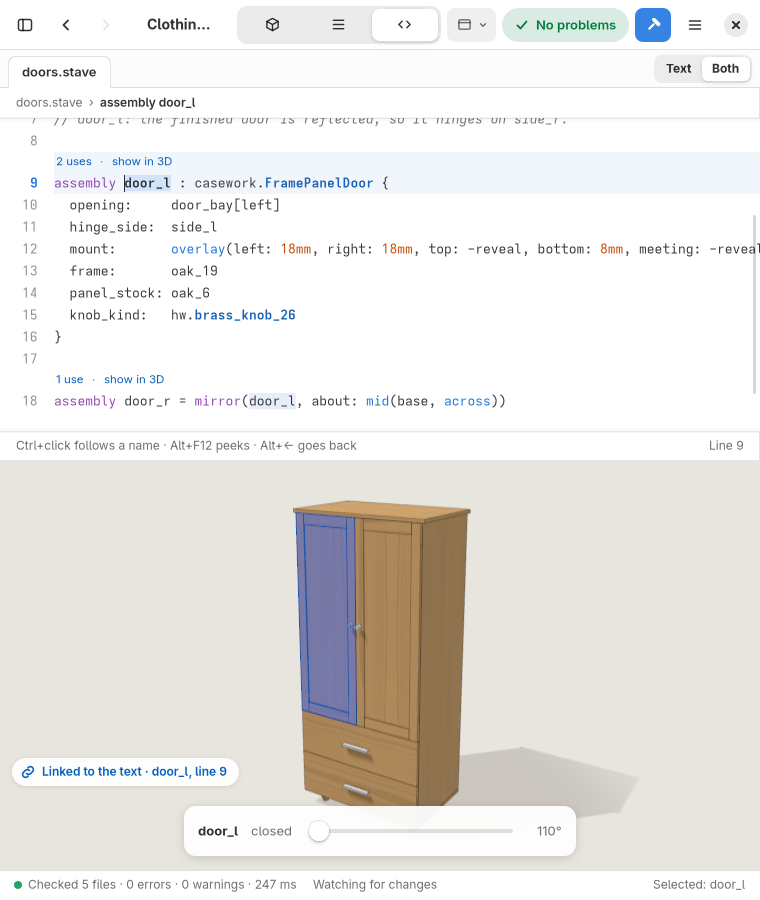 Clothin…
No problems
doors.stave
Text
Both
doors.stave › assembly door_l
7 // door_l: the finished door is reflected, so it hinges on side_r.
8
2 uses · show in 3D
9 assembly door_l : casework.FramePanelDoor {
10 opening: door_bay[left]
11 hinge_side: side_l
12 mount: overlay(left: 18mm, right: 18mm, top: -reveal, bottom: 8mm, meeting: -reveal
13 frame: oak_19
14 panel_stock: oak_6
15 knob_kind: hw.brass_knob_26
16 }
17
1 use · show in 3D
18 assembly door_r = mirror(door_l, about: mid(base, across))
Ctrl+click follows a name · Alt+F12 peeks · Alt+← goes back
Line 9
Linked to the text · door_l, line 9
door_l closed 110°
Checked 5 files · 0 errors · 0 warnings · 247 ms
Watching for changes
Selected: door_l